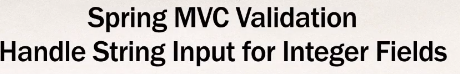 Spring MVC Validation
Handle String Input for Integer Fields